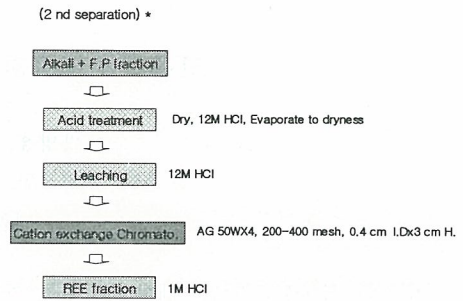 (2 nd separation) *
Alkali + F.P fraction
Acid treatment Dry, 12M HCl, Evaporate to dryness
Leaching 12M HCl
Cation exchange Chromato. AG 50WX4, 200-400 mesh, 0.4 cm I.Dx3 cm H.
REE fraction 1M HCl